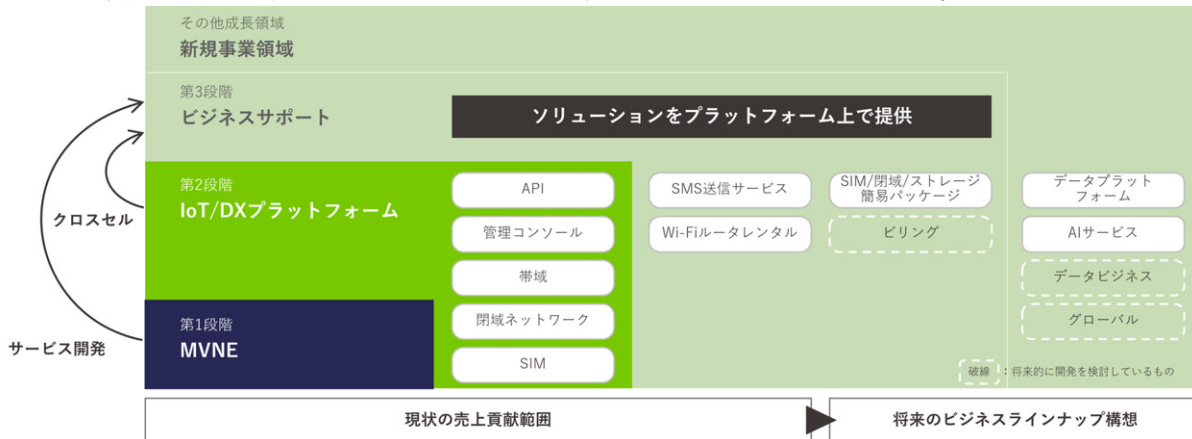 その他成長領域
新規事業領域
第3段階
ビジネスサポート
ソリューションをプラットフォーム上で提供
第2段階
IoT/DXプラットフォーム
クロスセル
API
管理コンソール
帯域
閉域ネットワーク
SIM
SMS送信サービス
Wi-Fiルータレンタル
SIM/閉域/ストレージ
簡易パッケージ
ビリング
データプラット
フォーム
AIサービス
データビジネス
グローバル
第1段階
MVNE
サービス開発
破線 :将来的に開発を検討しているもの
現状の売上貢献範囲
将来のビジネスラインナップ構想